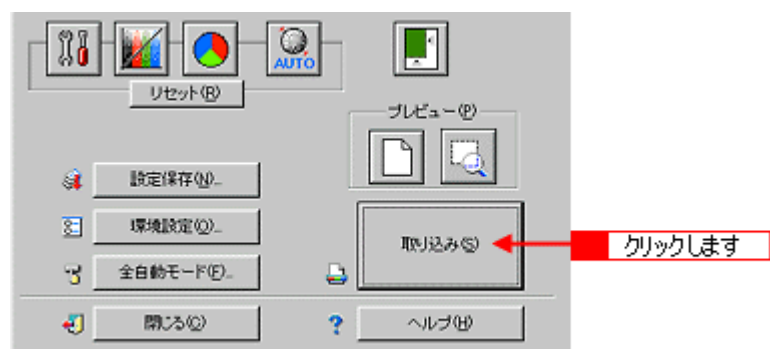 AUTO
リセット(R)
プレビュー(P)
設定保存(N)...
環境設定(O)...
取り込み(S)
クリックします
全自動モード(F)...
閉じる(C)
?
ヘルプ(H)